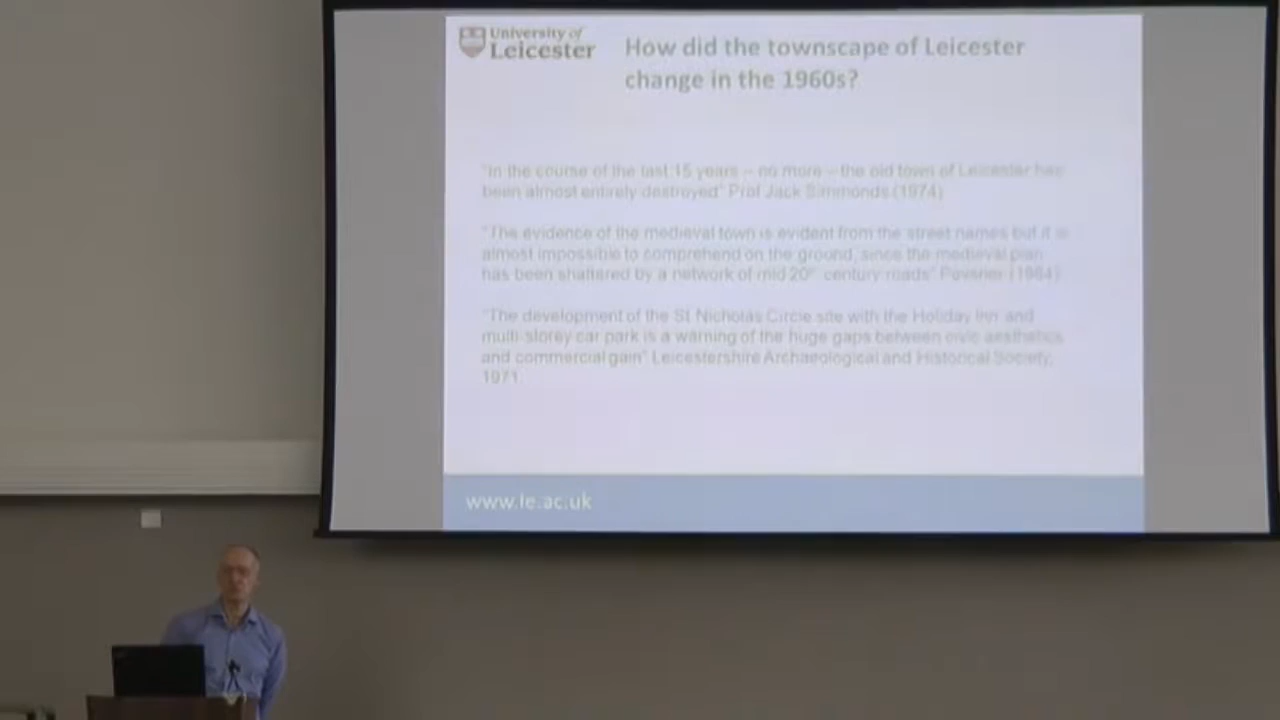 University of
Leicester
How did the townscape of Leicester
change in the 1960s?
"In the course of the last 15 years – no more – the old town of Leicester has
been almost entirely destroyed" Prof Jack Simmonds (1974)
"The evidence of the medieval town is evident from the street names but it is
almost impossible to comprehend on the ground, since the medieval plan
has been shattered by a network of mid 20th century roads" Pevsner (1984)
"The development of the St Nicholas Circle site with the Holiday Inn and
multi-storey car park is a warning of the huge gaps between civic aesthetics
and commercial gain" Leicestershire Archaeological and Historical Society,
1971
www.le.ac.uk